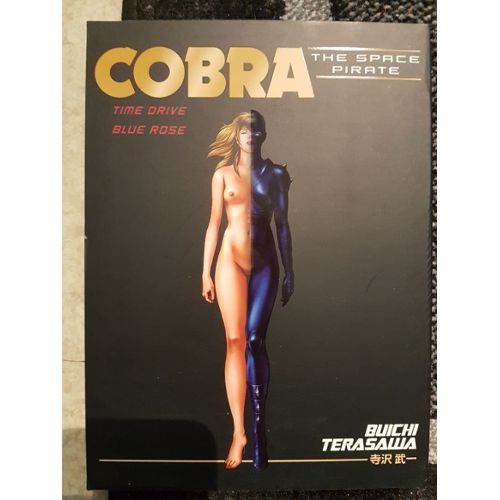 COBRA
THE SPACE
PIRATE
TIME DRIVE
BLUE ROSE
BUICHI
TERASAWA
寺沢 武一